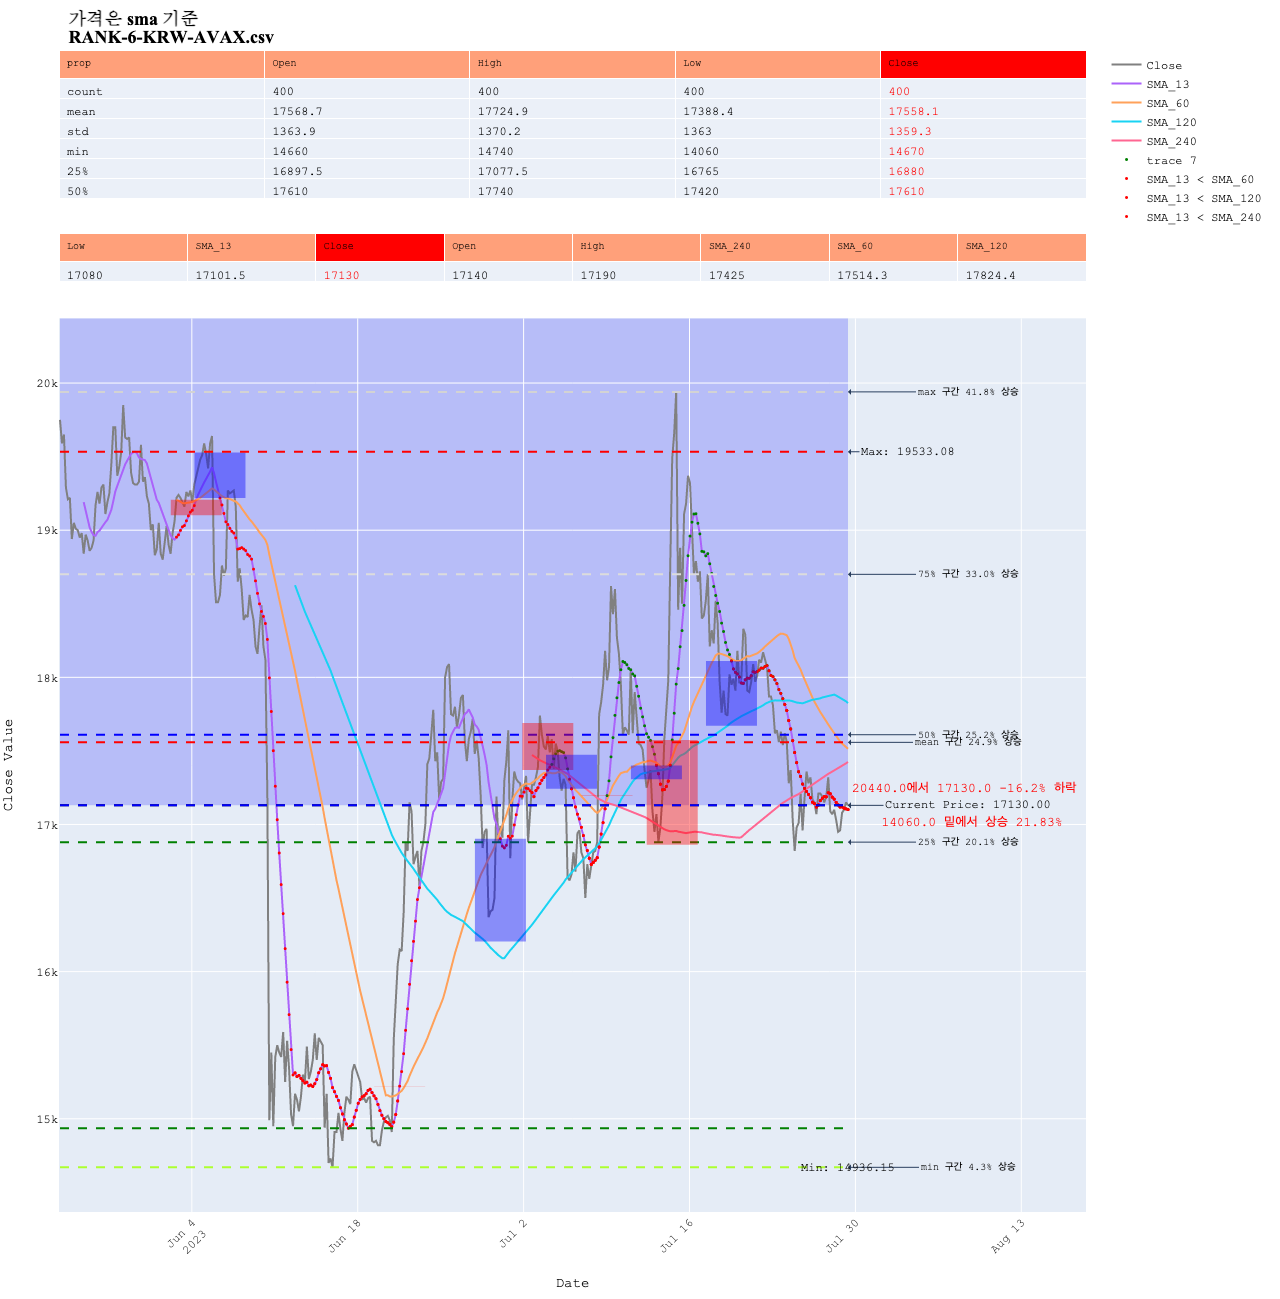 가격은 sma 기준
RANK-6-KRW-AVAX.csv
prop Open High Low Close
count 400 400 400 400
mean 17568.7 17724.9 17388.4 17558.1
std 1363.9 1370.2 1363 1359.3
min 14660 14740 14060 14670
25% 16897.5 17077.5 16765 16880
50% 17610 17740 17420 17610
Low SMA_13 Close Open High SMA_240 SMA_60 SMA_120
17080 17101.5 17130 17140 17190 17425 17514.3 17824.4
Close
SMA_13
SMA_60
SMA_120
SMA_240
trace 7
SMA_13 < SMA_60
SMA_13 < SMA_120
SMA_13 < SMA_240
Close Value
20k
19k
18k
17k
16k
15k
max 구간 41.8% 상승
Max: 19533.08
75% 구간 33.0% 상승
50% 구간 25.2% 상승
mean 구간 24.9% 상승
20440.0에서 17130.0 -16.2% 하락
Current Price: 17130.00
14060.0 밑에서 상승 21.83%
25% 구간 20.1% 상승
Min: 14936.15
min 구간 4.3% 상승
Jun 4
2023
Jun 18
Jul 2
Jul 16
Jul 30
Aug 13
Date